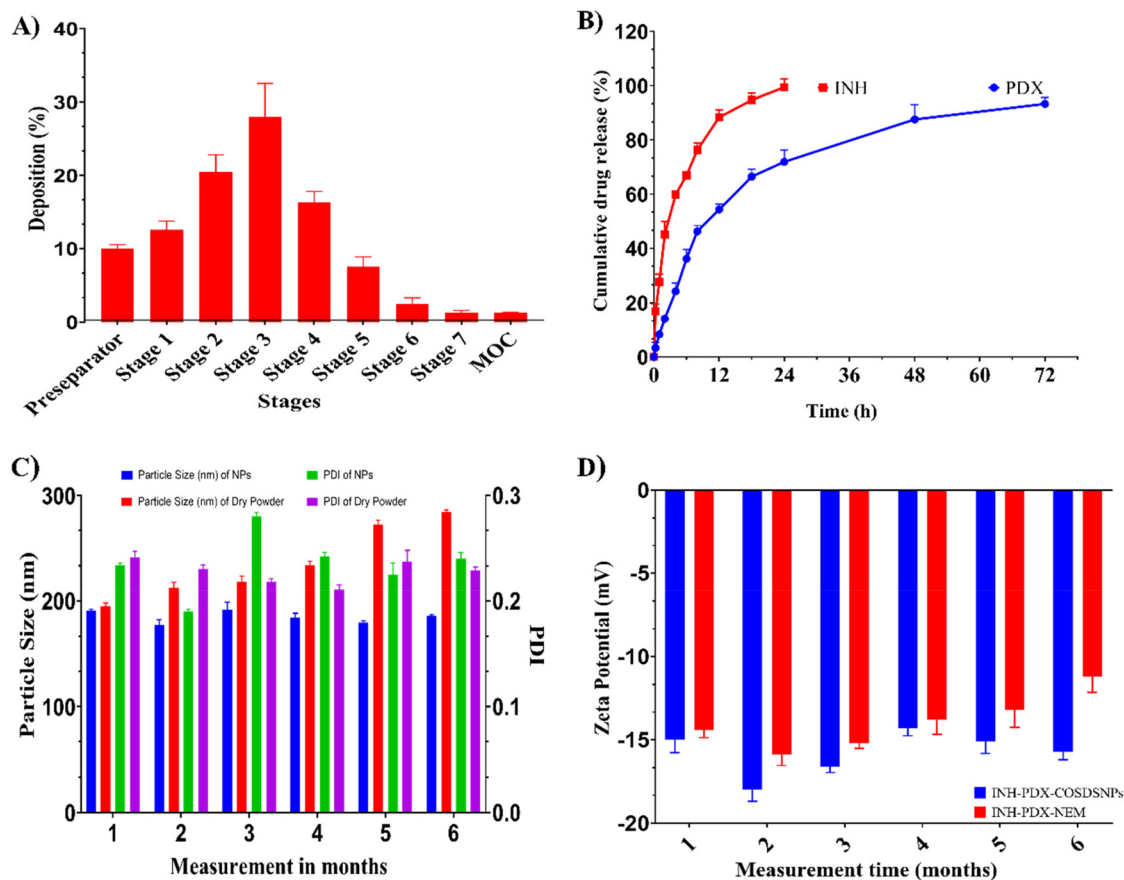 A)
40
30
20
10
0
Deposition (%)
Preseparator
Stage 1
Stage 2
Stage 3
Stage 4
Stage 5
Stage 6
Stage 7
MOC
Stages
B)
120
100
80
60
40
20
0
Cumulative drug release (%)
INH
PDX
0 12 24 36 48 60 72
Time (h)
C)
Particle Size (nm) of NPs
PDI of NPs
Particle Size (nm) of Dry Powder
PDI of Dry Powder
300
200
100
0
Particle Size (nm)
0.3
0.2
0.1
0.0
PDI
1 2 3 4 5 6
Measurement in months
D)
0
-5
-10
-15
-20
Zeta Potential (mV)
INH-PDX-COSDSNPs
INH-PDX-NEM
1 2 3 4 5 6
Measurement time (months)